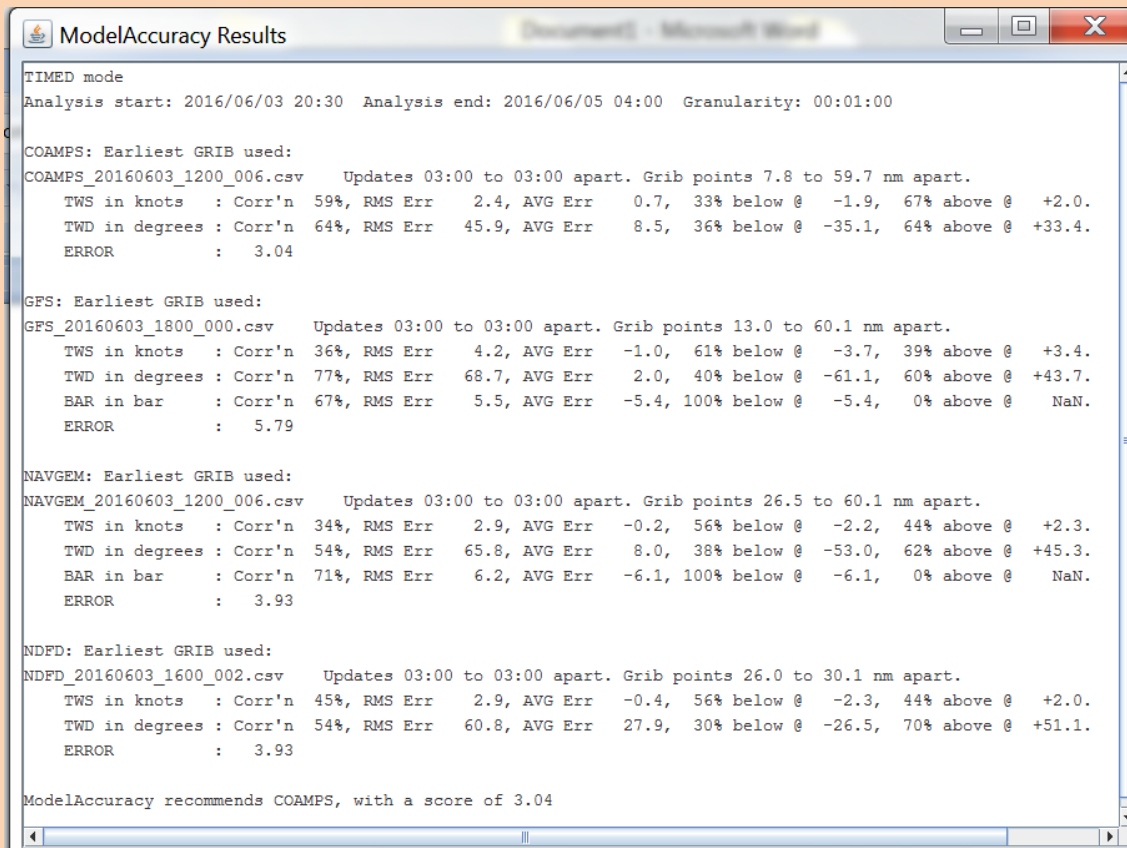 ModelAccuracy Results
Document1 - Microsoft Word
TIMED mode
Analysis start: 2016/06/03 20:30  Analysis end: 2016/06/05 04:00  Granularity: 00:01:00
COAMPS: Earliest GRIB used:
COAMPS_20160603_1200_006.csv    Updates 03:00 to 03:00 apart. Grib points 7.8 to 59.7 nm apart.
TWS in knots   : Corr'n  59%, RMS Err    2.4, AVG Err    0.7,  33% below @   -1.9,  67% above @   +2.0.
TWD in degrees : Corr'n  64%, RMS Err   45.9, AVG Err    8.5,  36% below @  -35.1,  64% above @  +33.4.
ERROR          :   3.04
GFS: Earliest GRIB used:
GFS_20160603_1800_000.csv    Updates 03:00 to 03:00 apart. Grib points 13.0 to 60.1 nm apart.
TWS in knots   : Corr'n  36%, RMS Err    4.2, AVG Err   -1.0,  61% below @   -3.7,  39% above @   +3.4.
TWD in degrees : Corr'n  77%, RMS Err   68.7, AVG Err    2.0,  40% below @  -61.1,  60% above @  +43.7.
BAR in bar     : Corr'n  67%, RMS Err    5.5, AVG Err   -5.4, 100% below @   -5.4,   0% above @    NaN.
ERROR          :   5.79
NAVGEM: Earliest GRIB used:
NAVGEM_20160603_1200_006.csv    Updates 03:00 to 03:00 apart. Grib points 26.5 to 60.1 nm apart.
TWS in knots   : Corr'n  34%, RMS Err    2.9, AVG Err   -0.2,  56% below @   -2.2,  44% above @   +2.3.
TWD in degrees : Corr'n  54%, RMS Err   65.8, AVG Err    8.0,  38% below @  -53.0,  62% above @  +45.3.
BAR in bar     : Corr'n  71%, RMS Err    6.2, AVG Err   -6.1, 100% below @   -6.1,   0% above @    NaN.
ERROR          :   3.93
NDFD: Earliest GRIB used:
NDFD_20160603_1600_002.csv    Updates 03:00 to 03:00 apart. Grib points 26.0 to 30.1 nm apart.
TWS in knots   : Corr'n  45%, RMS Err    2.9, AVG Err   -0.4,  56% below @   -2.3,  44% above @   +2.0.
TWD in degrees : Corr'n  54%, RMS Err   60.8, AVG Err   27.9,  30% below @  -26.5,  70% above @  +51.1.
ERROR          :   3.93
ModelAccuracy recommends COAMPS, with a score of 3.04